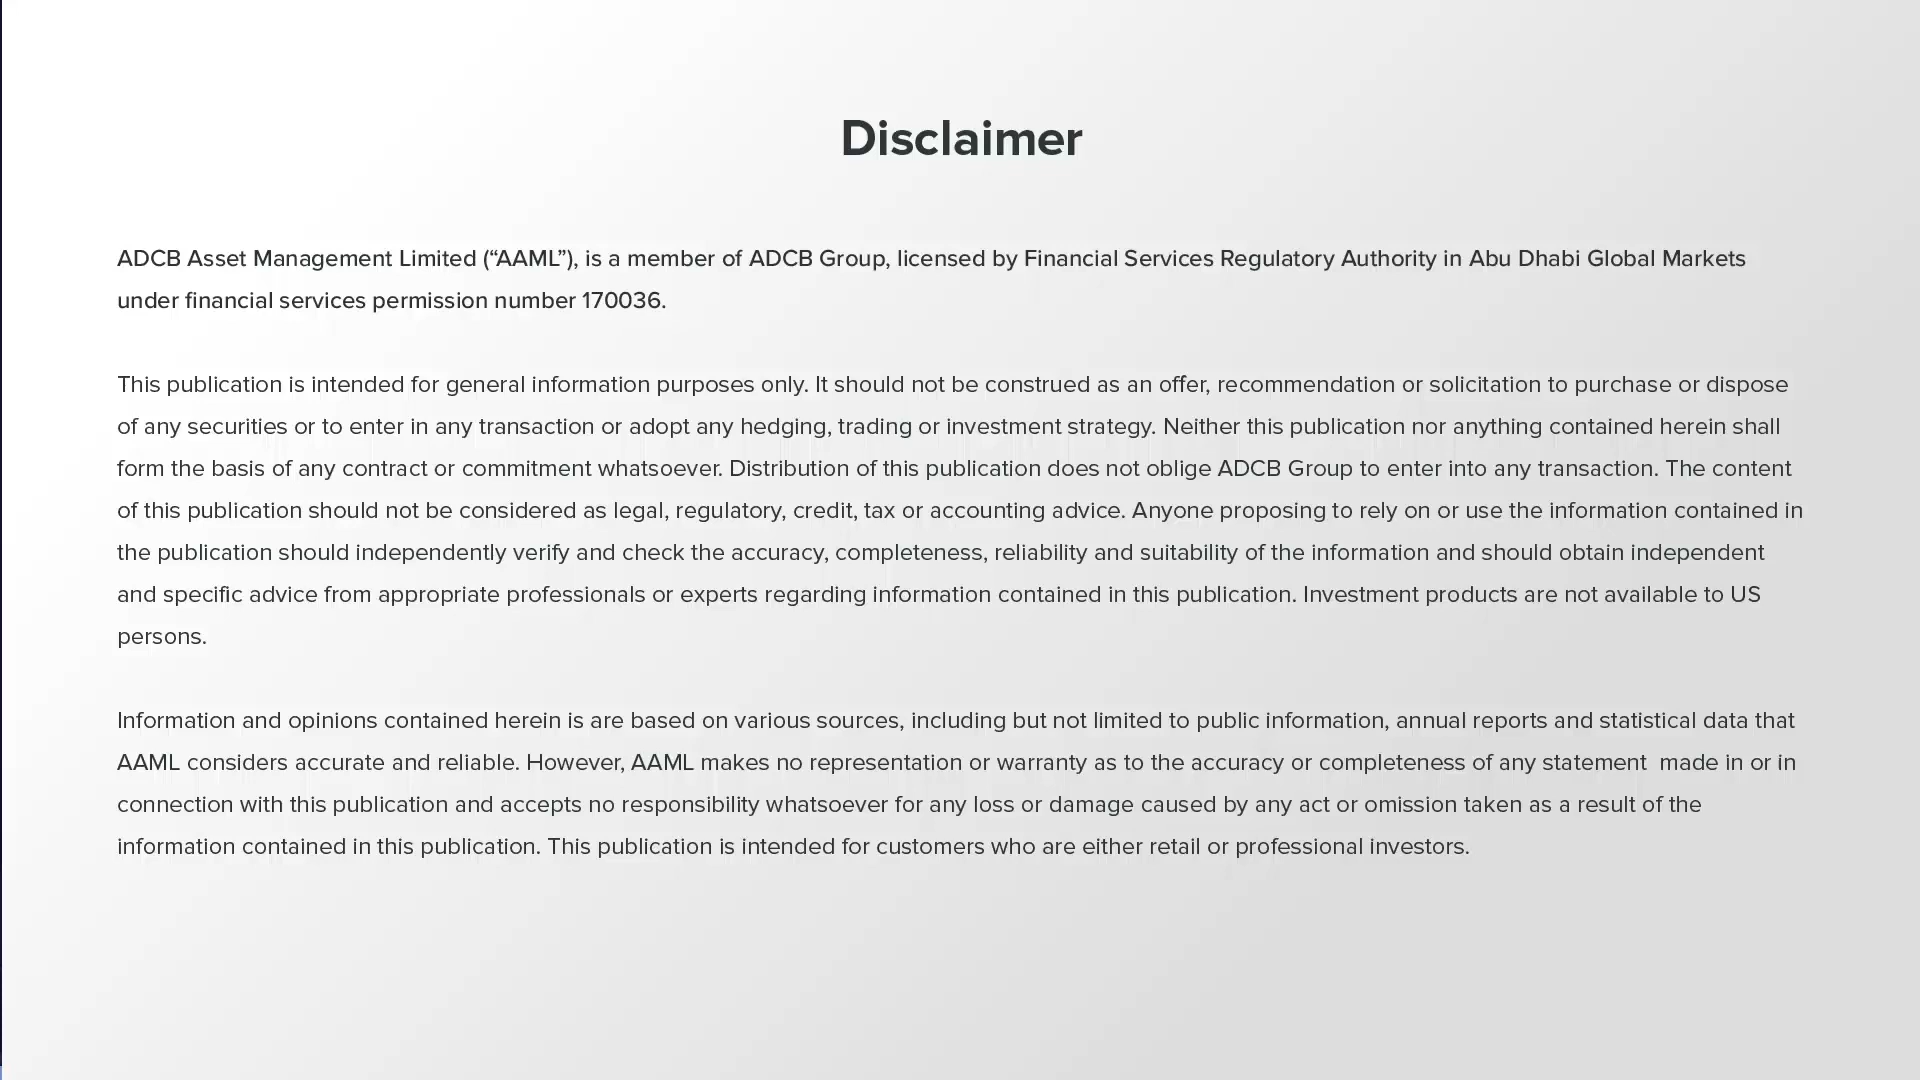 Disclaimer
ADCB Asset Management Limited (“AAML”), is a member of ADCB Group, licensed by Financial Services Regulatory Authority in Abu Dhabi Global Markets
under financial services permission number 170036.
This publication is intended for general information purposes only. It should not be construed as an offer, recommendation or solicitation to purchase or dispose
of any securities or to enter in any transaction or adopt any hedging, trading or investment strategy. Neither this publication nor anything contained herein shall
form the basis of any contract or commitment whatsoever. Distribution of this publication does not oblige ADCB Group to enter into any transaction. The content
of this publication should not be considered as legal, regulatory, credit, tax or accounting advice. Anyone proposing to rely on or use the information contained in
the publication should independently verify and check the accuracy, completeness, reliability and suitability of the information and should obtain independent
and specific advice from appropriate professionals or experts regarding information contained in this publication. Investment products are not available to US
persons.
Information and opinions contained herein is are based on various sources, including but not limited to public information, annual reports and statistical data that
AAML considers accurate and reliable. However, AAML makes no representation or warranty as to the accuracy or completeness of any statement  made in or in
connection with this publication and accepts no responsibility whatsoever for any loss or damage caused by any act or omission taken as a result of the
information contained in this publication. This publication is intended for customers who are either retail or professional investors.